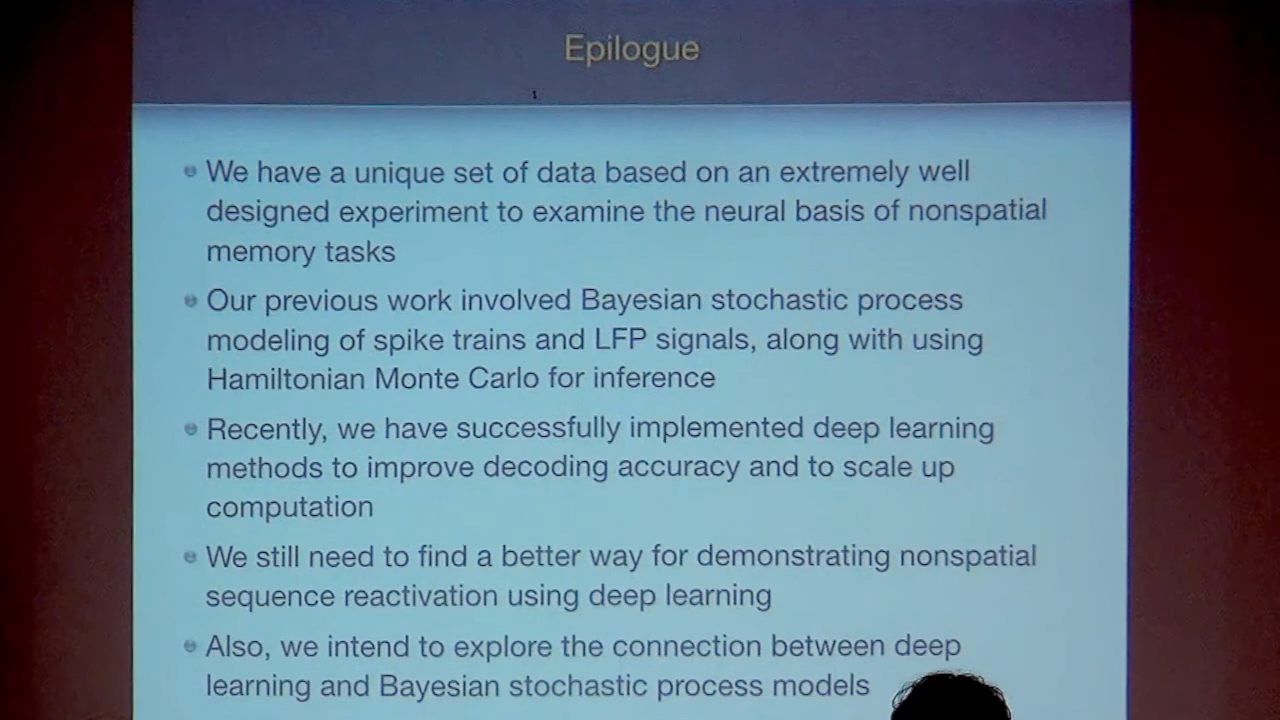 Epilogue
We have a unique set of data based on an extremely well
designed experiment to examine the neural basis of nonspatial
memory tasks
Our previous work involved Bayesian stochastic process
modeling of spike trains and LFP signals, along with using
Hamiltonian Monte Carlo for inference
Recently, we have successfully implemented deep learning
methods to improve decoding accuracy and to scale up
computation
We still need to find a better way for demonstrating nonspatial
sequence reactivation using deep learning
Also, we intend to explore the connection between deep
learning and Bayesian stochastic process models